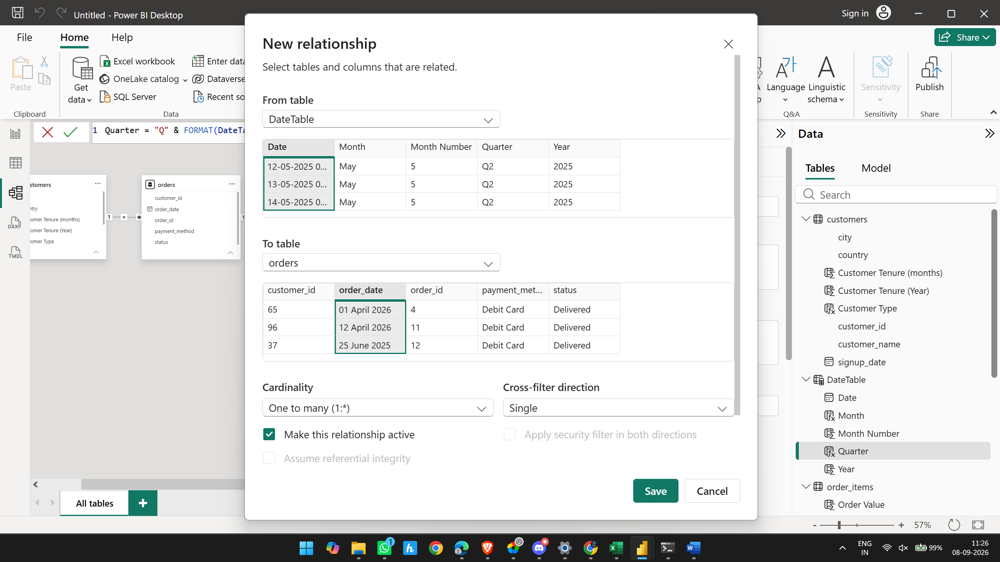 Untitled - Power BI Desktop
Sign in
File
Home
Help
Share
Paste
Clipboard
Get
data
Excel workbook
OneLake catalog
SQL Server
Enter data
Dataverse
Recent so
Data
Language
Linguistic
schema
Q&A
Sensitivity
Sensitivity
Publish
Share
1 Quarter = "Q" & FORMAT(DateTa
stomers
ntry
omer Tenure (months)
omer Tenure (Year)
omer Type
1
*
orders
customer_id
order_date
order_id
payment_method
status
1
DAX
TMDL
All tables
New relationship
Select tables and columns that are related.
From table
DateTable
Date Month Month Number Quarter Year
12-05-2025 0... May 5 Q2 2025
13-05-2025 0... May 5 Q2 2025
14-05-2025 0... May 5 Q2 2025
To table
orders
customer_id order_date order_id payment_met... status
65 01 April 2026 4 Debit Card Delivered
96 12 April 2026 11 Debit Card Delivered
37 25 June 2025 12 Debit Card Delivered
Cardinality
One to many (1:*)
Cross-filter direction
Single
Make this relationship active
Apply security filter in both directions
Assume referential integrity
Save
Cancel
Data
Tables
Model
Search
customers
city
country
Customer Tenure (months)
Customer Tenure (Year)
Customer Type
customer_id
customer_name
signup_date
DateTable
Date
Month
Month Number
Quarter
Year
order_items
Order Value
- + 57%
1
ENG
IN
99%
11:26
08-09-2026